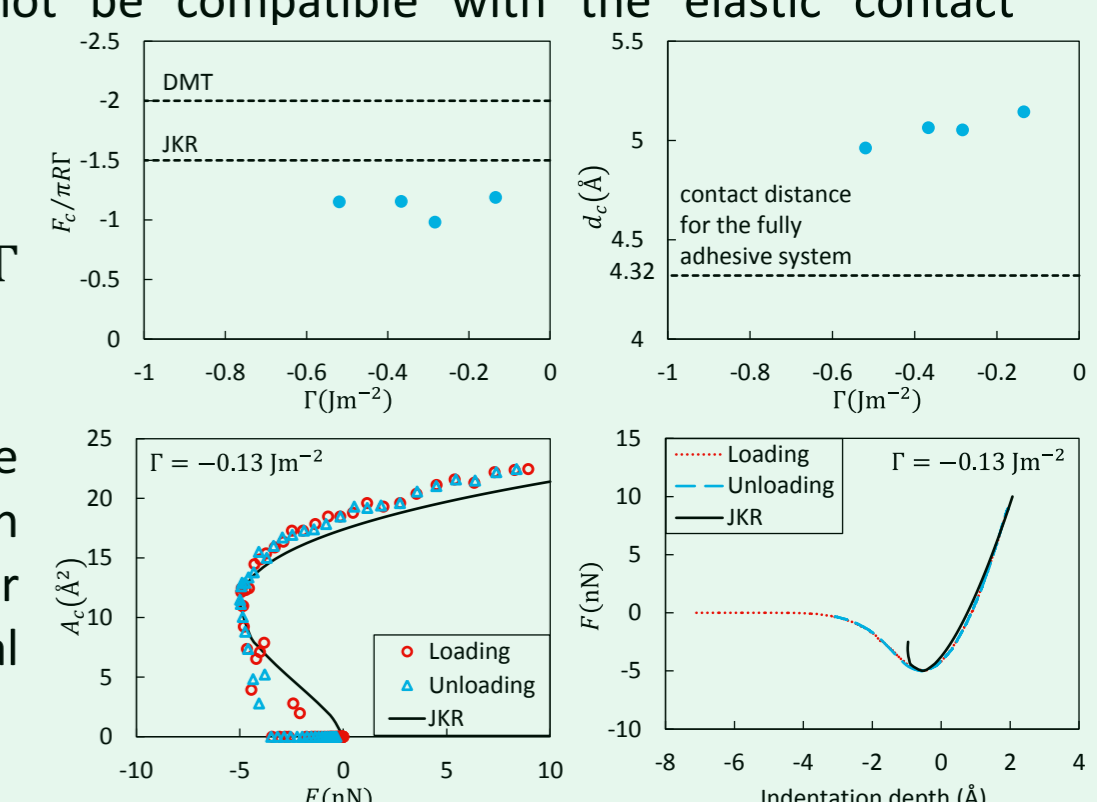 not be compatible with the elastic contact
-2.5
-2
-1.5
-1
-0.5
0
F_c/πRΓ
DMT
JKR
-1 -0.8 -0.6 -0.4 -0.2 0
Γ(Jm⁻²)
5.5
5
4.5
4.32
4
d_c(Å)
contact distance
for the fully
adhesive system
-1 -0.8 -0.6 -0.4 -0.2 0
Γ(Jm⁻²)
Γ
25
20
15
10
5
0
A_c(Å²)
Γ = −0.13 Jm⁻²
Loading
Unloading
JKR
-10 -5 0 5 10
F(nN)
15
10
5
0
-5
-10
F(nN)
Loading
Unloading
JKR
Γ = −0.13 Jm⁻²
-8 -6 -4 -2 0 2 4
Indentation depth (Å)